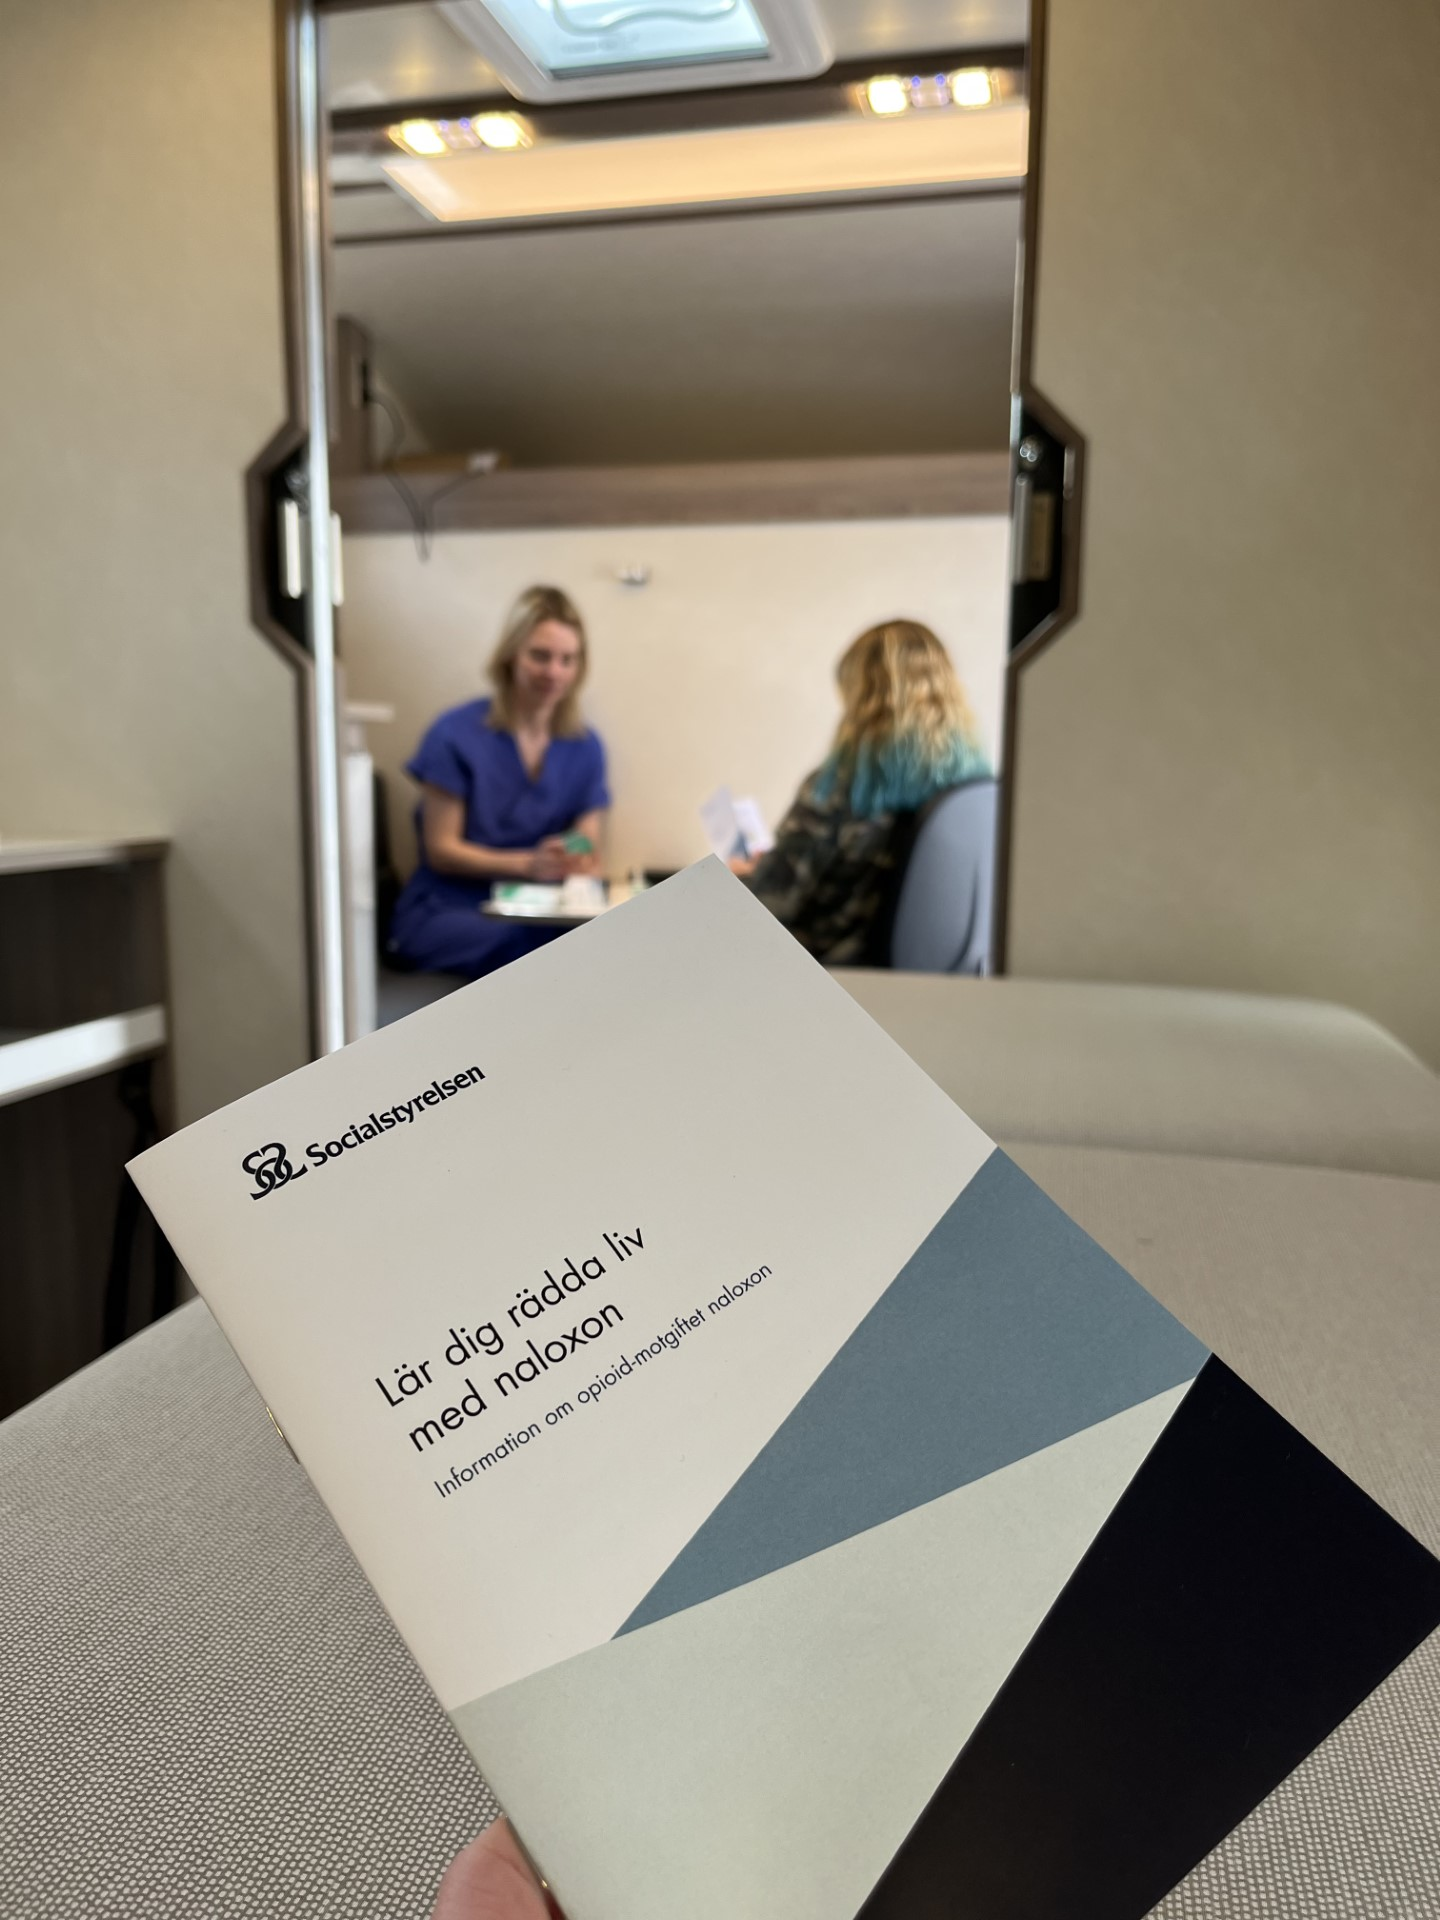 Socialstyrelsen
Lär dig rädda liv
med naloxon
Information om opioid-motgiftet naloxon